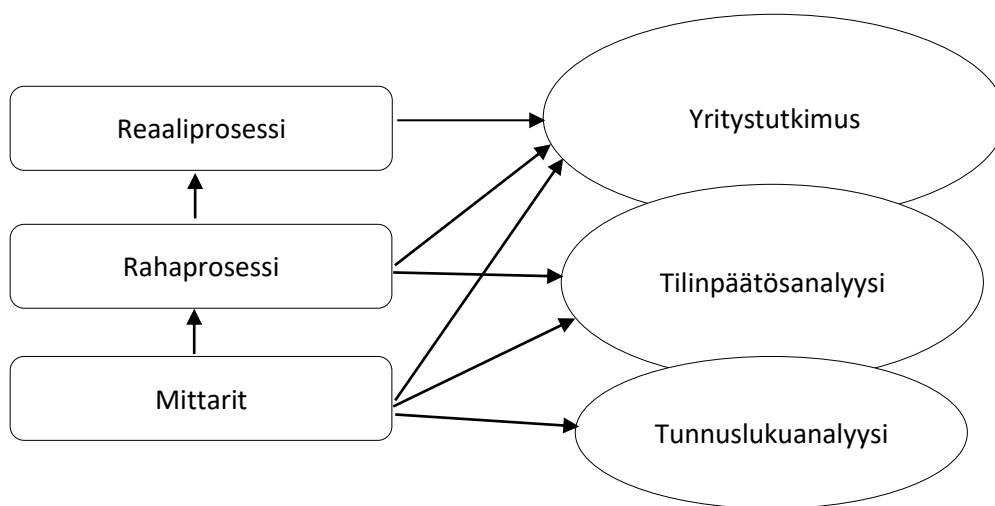 Reaaliprosessi
Yritystutkimus
Rahaprosessi
Tilinpäätösanalyysi
Mittarit
Tunnuslukuanalyysi